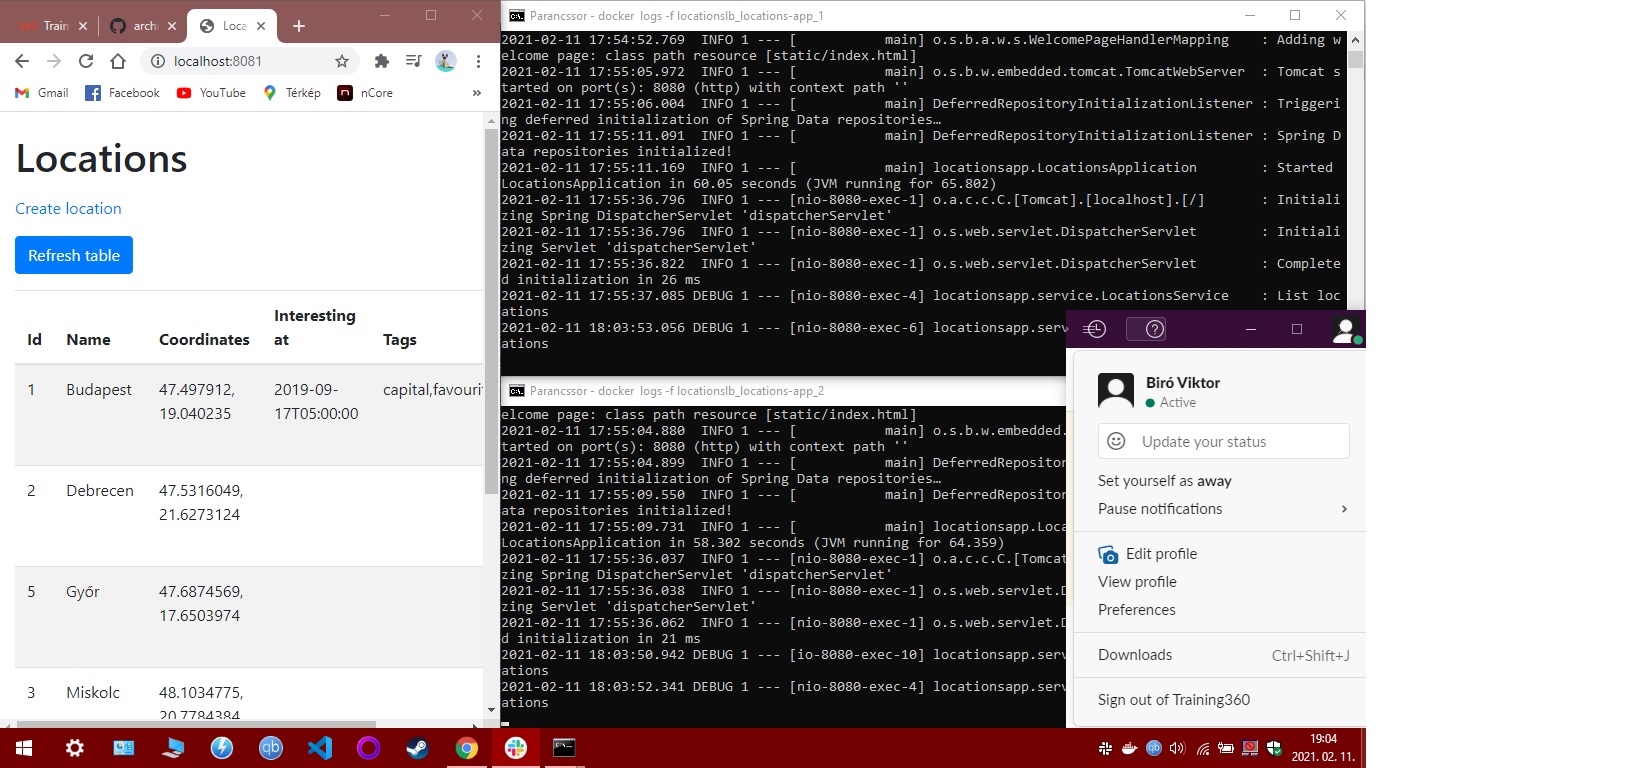 Train
archi
Loca
localhost:8081
Gmail
Facebook
YouTube
Térkép
nCore
»
Locations
Create location
Refresh table
Id Name Coordinates Interesting at Tags
1 Budapest 47.497912, 19.040235 2019-09-17T05:00:00 capital,favouri
2 Debrecen 47.5316049, 21.6273124
5 Győr 47.6874569, 17.6503974
3 Miskolc 48.1034775, 20.7784384
Parancssor - docker logs -f locationslb_locations-app_1
2021-02-11 17:54:52.769 INFO 1 --- [ main] o.s.b.a.w.s.WelcomePageHandlerMapping : Adding w
elcome page: class path resource [static/index.html]
2021-02-11 17:55:05.972 INFO 1 --- [ main] o.s.b.w.embedded.tomcat.TomcatWebServer : Tomcat s
tarted on port(s): 8080 (http) with context path ''
2021-02-11 17:55:06.004 INFO 1 --- [ main] DeferredRepositoryInitializationListener : Triggeri
ng deferred initialization of Spring Data repositories…
2021-02-11 17:55:11.091 INFO 1 --- [ main] DeferredRepositoryInitializationListener : Spring D
ata repositories initialized!
2021-02-11 17:55:11.169 INFO 1 --- [ main] locationsapp.LocationsApplication : Started
LocationsApplication in 60.05 seconds (JVM running for 65.802)
2021-02-11 17:55:36.796 INFO 1 --- [nio-8080-exec-1] o.a.c.c.C.[Tomcat].[localhost].[/] : Initiali
zing Spring DispatcherServlet 'dispatcherServlet'
2021-02-11 17:55:36.796 INFO 1 --- [nio-8080-exec-1] o.s.web.servlet.DispatcherServlet : Initiali
zing Servlet 'dispatcherServlet'
2021-02-11 17:55:36.822 INFO 1 --- [nio-8080-exec-1] o.s.web.servlet.DispatcherServlet : Complete
d initialization in 26 ms
2021-02-11 17:55:37.085 DEBUG 1 --- [nio-8080-exec-4] locationsapp.service.LocationsService : List loc
ations
2021-02-11 18:03:53.056 DEBUG 1 --- [nio-8080-exec-6] locationsapp.serv
ations
Parancssor - docker logs -f locationslb_locations-app_2
elcome page: class path resource [static/index.html]
2021-02-11 17:55:04.880 INFO 1 --- [ main] o.s.b.w.embedded.
tarted on port(s): 8080 (http) with context path ''
2021-02-11 17:55:04.899 INFO 1 --- [ main] DeferredRepositor
ng deferred initialization of Spring Data repositories…
2021-02-11 17:55:09.550 INFO 1 --- [ main] DeferredRepositor
ata repositories initialized!
2021-02-11 17:55:09.731 INFO 1 --- [ main] locationsapp.Loca
LocationsApplication in 58.302 seconds (JVM running for 64.359)
2021-02-11 17:55:36.037 INFO 1 --- [nio-8080-exec-1] o.a.c.c.C.[Tomcat
zing Spring DispatcherServlet 'dispatcherServlet'
2021-02-11 17:55:36.038 INFO 1 --- [nio-8080-exec-1] o.s.web.servlet.D
zing Servlet 'dispatcherServlet'
2021-02-11 17:55:36.062 INFO 1 --- [nio-8080-exec-1] o.s.web.servlet.D
d initialization in 21 ms
2021-02-11 18:03:50.942 DEBUG 1 --- [io-8080-exec-10] locationsapp.serv
ations
2021-02-11 18:03:52.341 DEBUG 1 --- [nio-8080-exec-4] locationsapp.serv
ations
Biró Viktor
Active
Update your status
Set yourself as away
Pause notifications
Edit profile
View profile
Preferences
Downloads Ctrl+Shift+J
Sign out of Training360
19:04
2021. 02. 11.